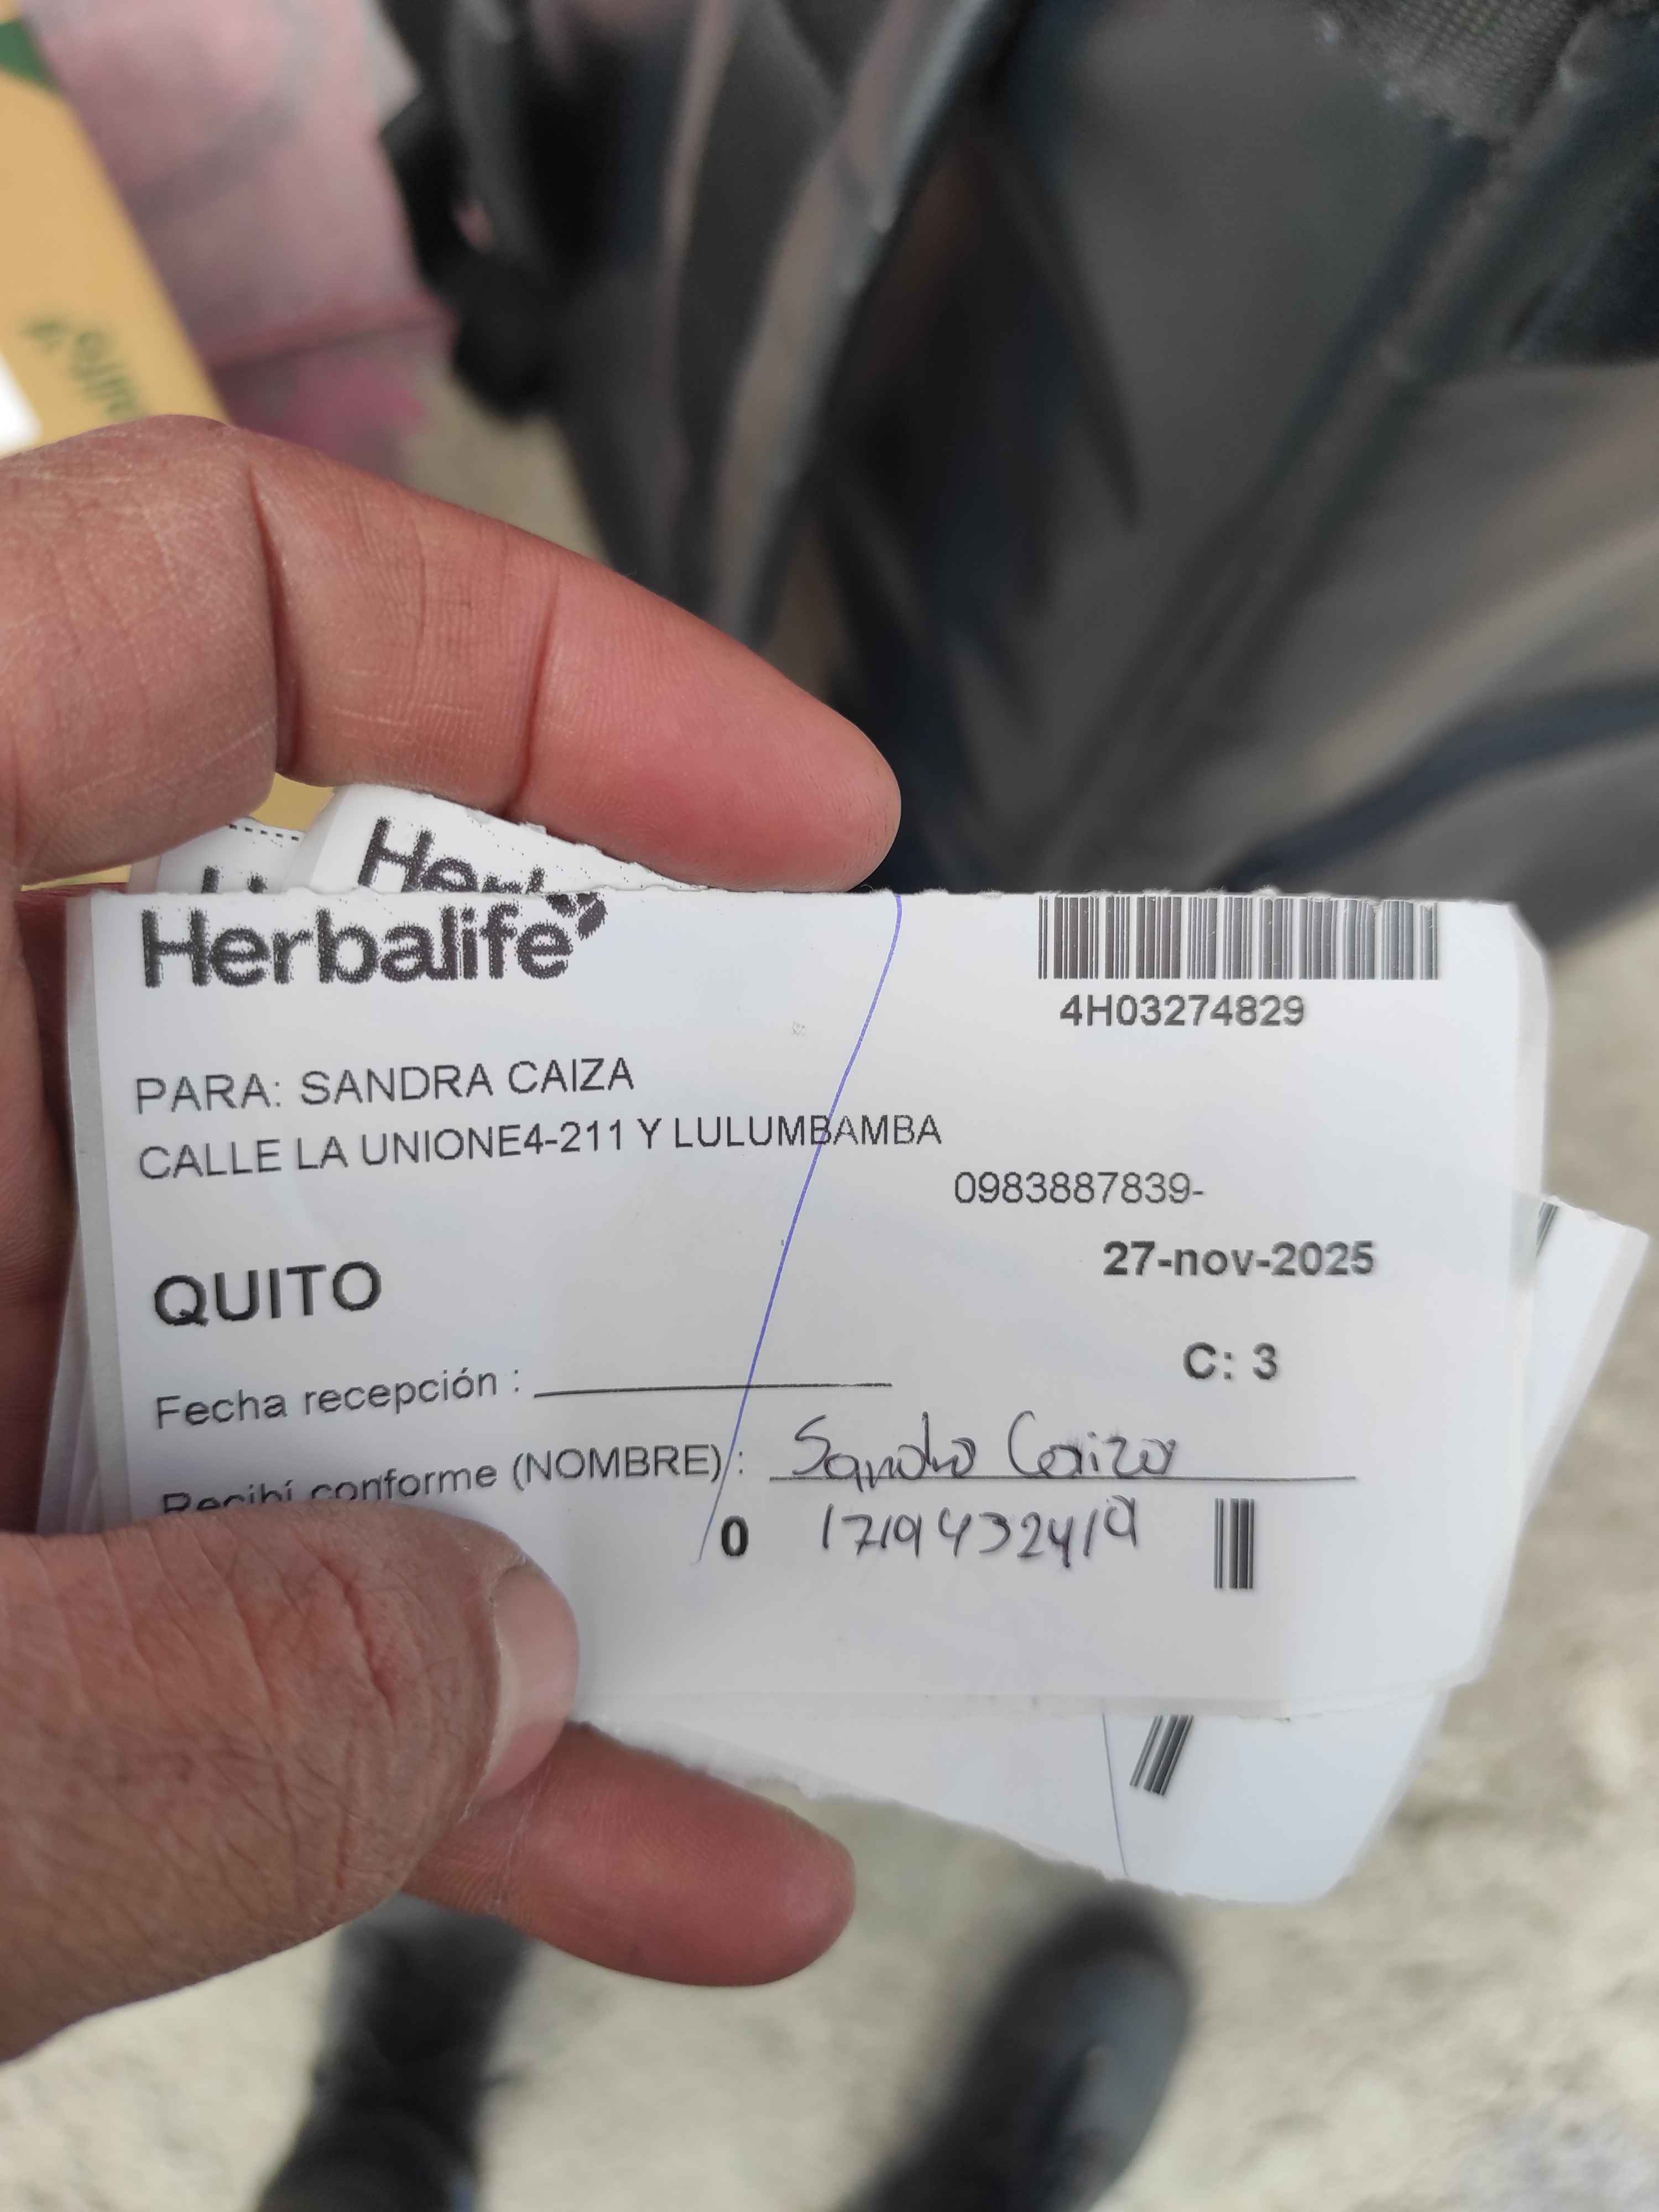 Herbalife
4H03274829
PARA: SANDRA CAIZA
CALLE LA UNIONE4-211 Y LULUMBAMBA
0983887839-
27-nov-2025
QUITO
C: 3
Fecha recepción :
Recibí conforme (NOMBRE) : Sandra Caiza
0 1719432419